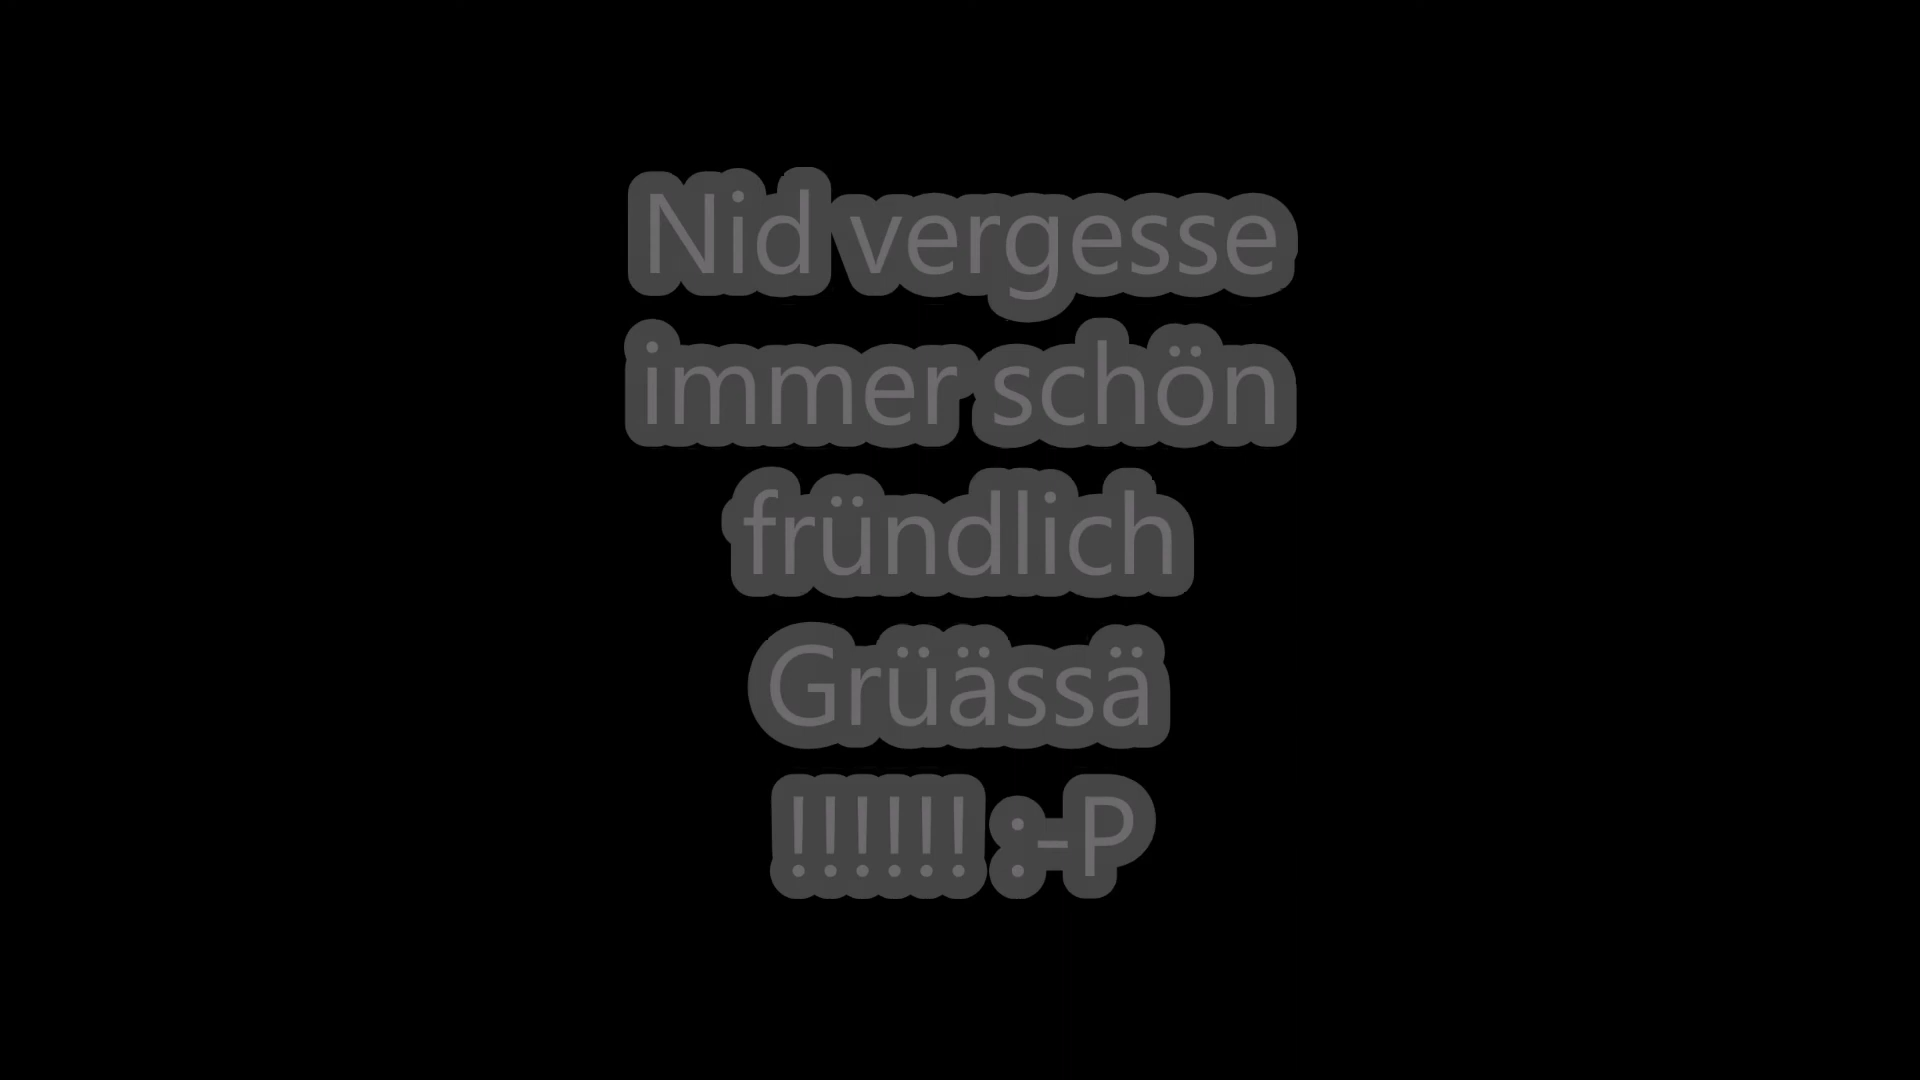 Nid vergesse
immer schön
fründlich
Grüässä
!!!!!! :-P